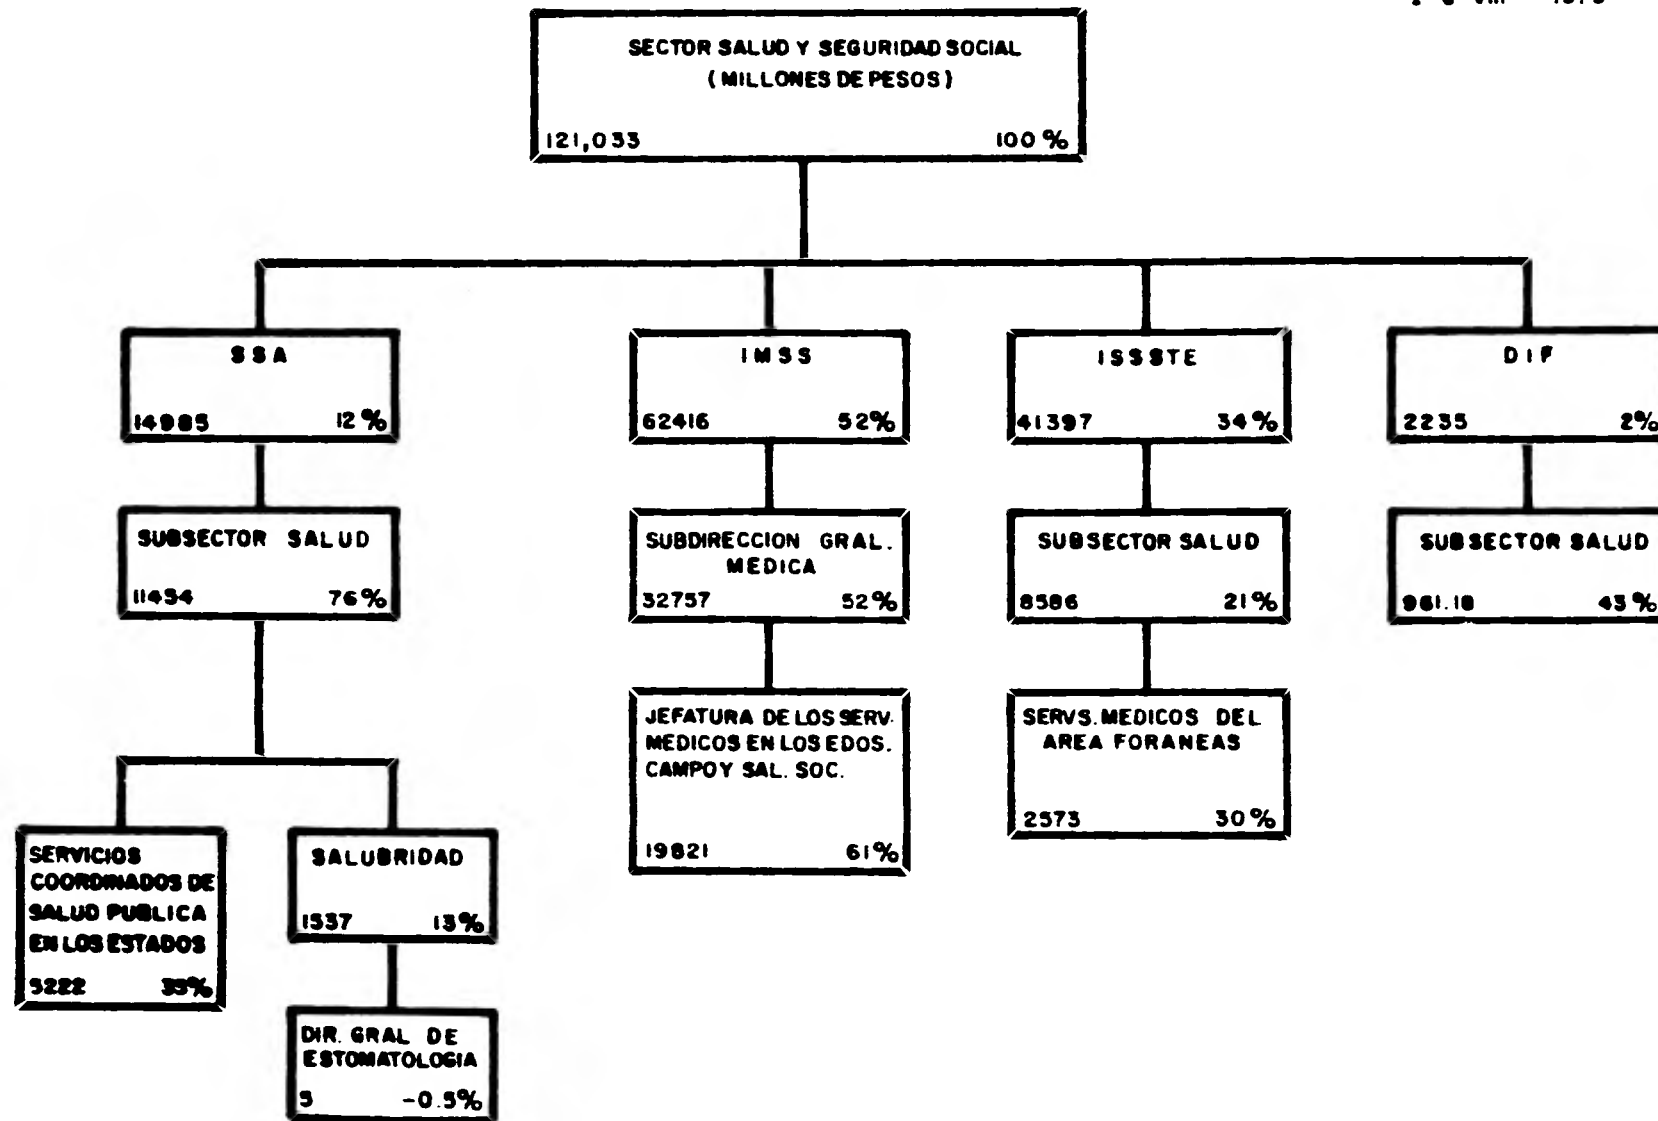 SECTOR SALUD Y SEGURIDAD SOCIAL
(MILLONES DE PESOS)
121,033 100%
SSA
14985 12%
IMSS
62416 52%
ISSSTE
41397 34%
DIF
2235 2%
SUBSECTOR SALUD
11454 76%
SUBDIRECCION GRAL.
MEDICA
32757 52%
SUBSECTOR SALUD
8586 21%
SUBSECTOR SALUD
961.18 43%
JEFATURA DE LOS SERV.
MEDICOS EN LOS EDOS.
CAMPO Y SAL. SOC.
19821 61%
SERVS. MEDICOS DEL
AREA FORANEAS
2573 30%
SERVICIOS
COORDINADOS DE
SALUD PUBLICA
EN LOS ESTADOS
SALUBRIDAD
1537 13%
DIR. GRAL DE
ESTOMATOLOGIA
5 -0.5%